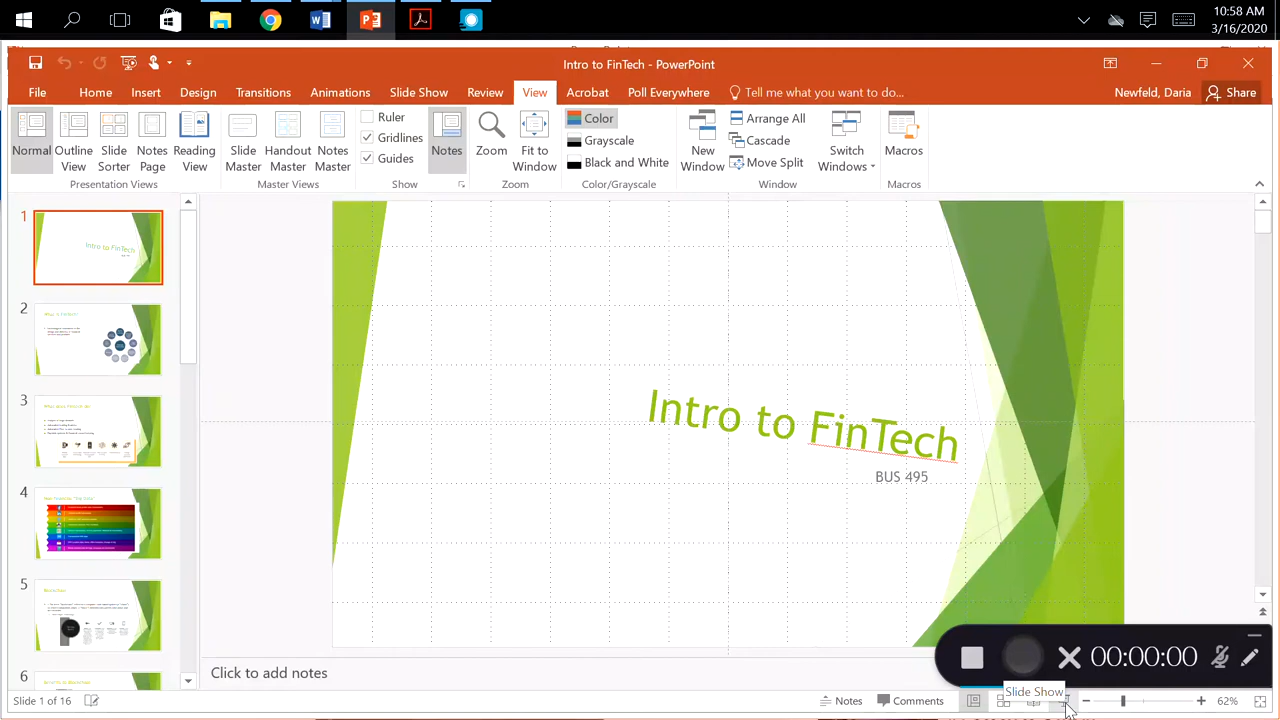 10:58 AM
3/16/2020
Intro to FinTech - PowerPoint
File Home Insert Design Transitions Animations Slide Show Review View Acrobat Poll Everywhere Tell me what you want to do... Newfeld, Daria Share
Normal Outline View Slide Sorter Notes Page Reading View
Presentation Views
Slide Master Handout Master Notes Master
Master Views
Ruler
Gridlines
Guides
Show
Notes
Zoom Fit to Window
Zoom
Color
Grayscale
Black and White
Color/Grayscale
New Window
Arrange All
Cascade
Move Split
Switch Windows
Window
Macros
Macros
1
Intro to FinTech
2
3
4
5
6
Intro to FinTech
BUS 495
Click to add notes
00:00:00
Slide Show
Slide 1 of 16
Notes Comments 62%